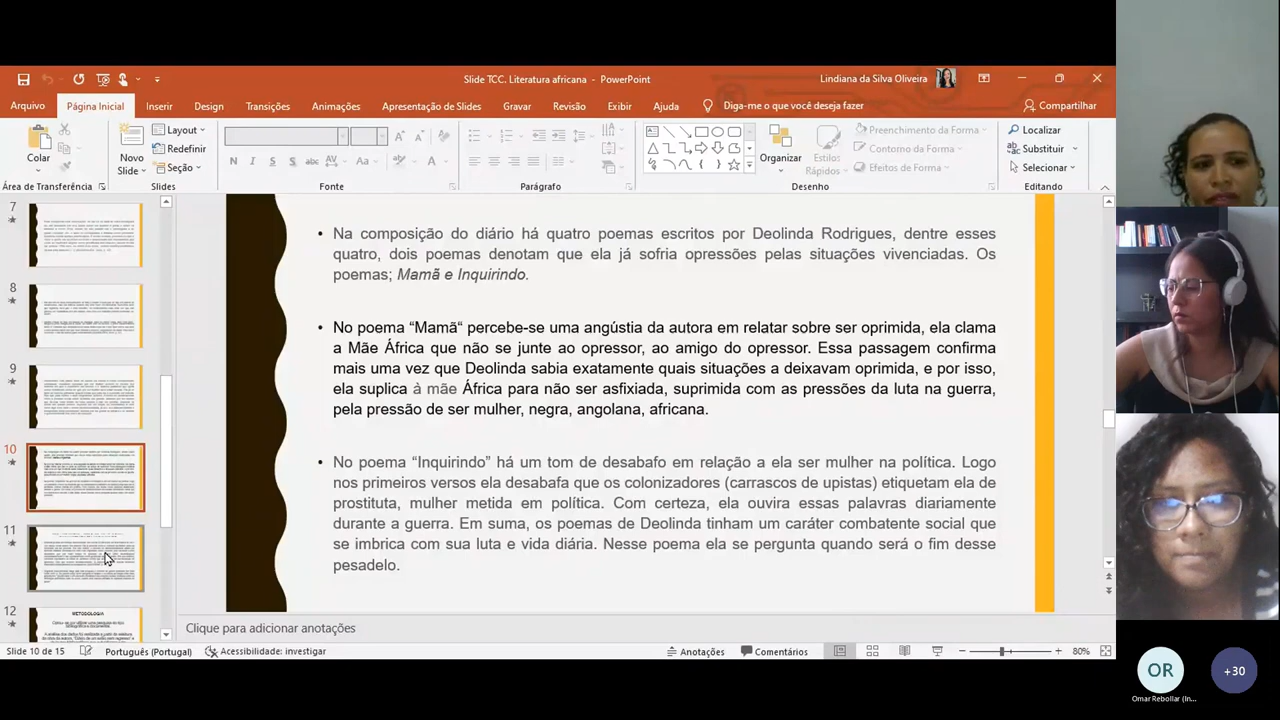 Slide TCC. Literatura africana - PowerPoint
Lindiana da Silva Oliveira
Arquivo
Página Inicial
Inserir
Design
Transições
Animações
Apresentação de Slides
Gravar
Revisão
Exibir
Ajuda
Diga-me o que você deseja fazer
Compartilhar
Colar
Novo
Slide
Layout
Redefinir
Seção
Organizar
Estilos
Rápidos
Preenchimento da Forma
Contorno da Forma
Efeitos de Forma
Localizar
Substituir
Selecionar
Área de Transferência
Slides
Fonte
Parágrafo
Desenho
Editando
7
8
9
10
11
12
METODOLOGIA
• Na composição do diário há quatro poemas escritos por Deolinda Rodrigues, dentre esses
quatro, dois poemas denotam que ela já sofria opressões pelas situações vivenciadas. Os
poemas; Mamã e Inquirindo.
• No poema “Mamã“ percebe-se uma angústia da autora em relatar sobre ser oprimida, ela clama
a Mãe África que não se junte ao opressor, ao amigo do opressor. Essa passagem confirma
mais uma vez que Deolinda sabia exatamente quais situações a deixavam oprimida, e por isso,
ela suplica à mãe África para não ser asfixiada, suprimida com as pressões da luta na guerra,
pela pressão de ser mulher, negra, angolana, africana.
• No poema “Inquirindo” há um tom de desabafo em relação a ela ser mulher na política. Logo
nos primeiros versos ela desabafa que os colonizadores (carrascos de turistas) etiquetam ela de
prostituta, mulher metida em política. Com certeza, ela ouvira essas palavras diariamente
durante a guerra. Em suma, os poemas de Deolinda tinham um caráter combatente social que
se imbrica com sua luta vanguardiária. Nesse poema ela se indaga quando será o fim desse
pesadelo.
Clique para adicionar anotações
Slide 10 de 15
Português (Portugal)
Acessibilidade: investigar
Anotações
Comentários
80%
OR
+30
Omar Rebollar (In...